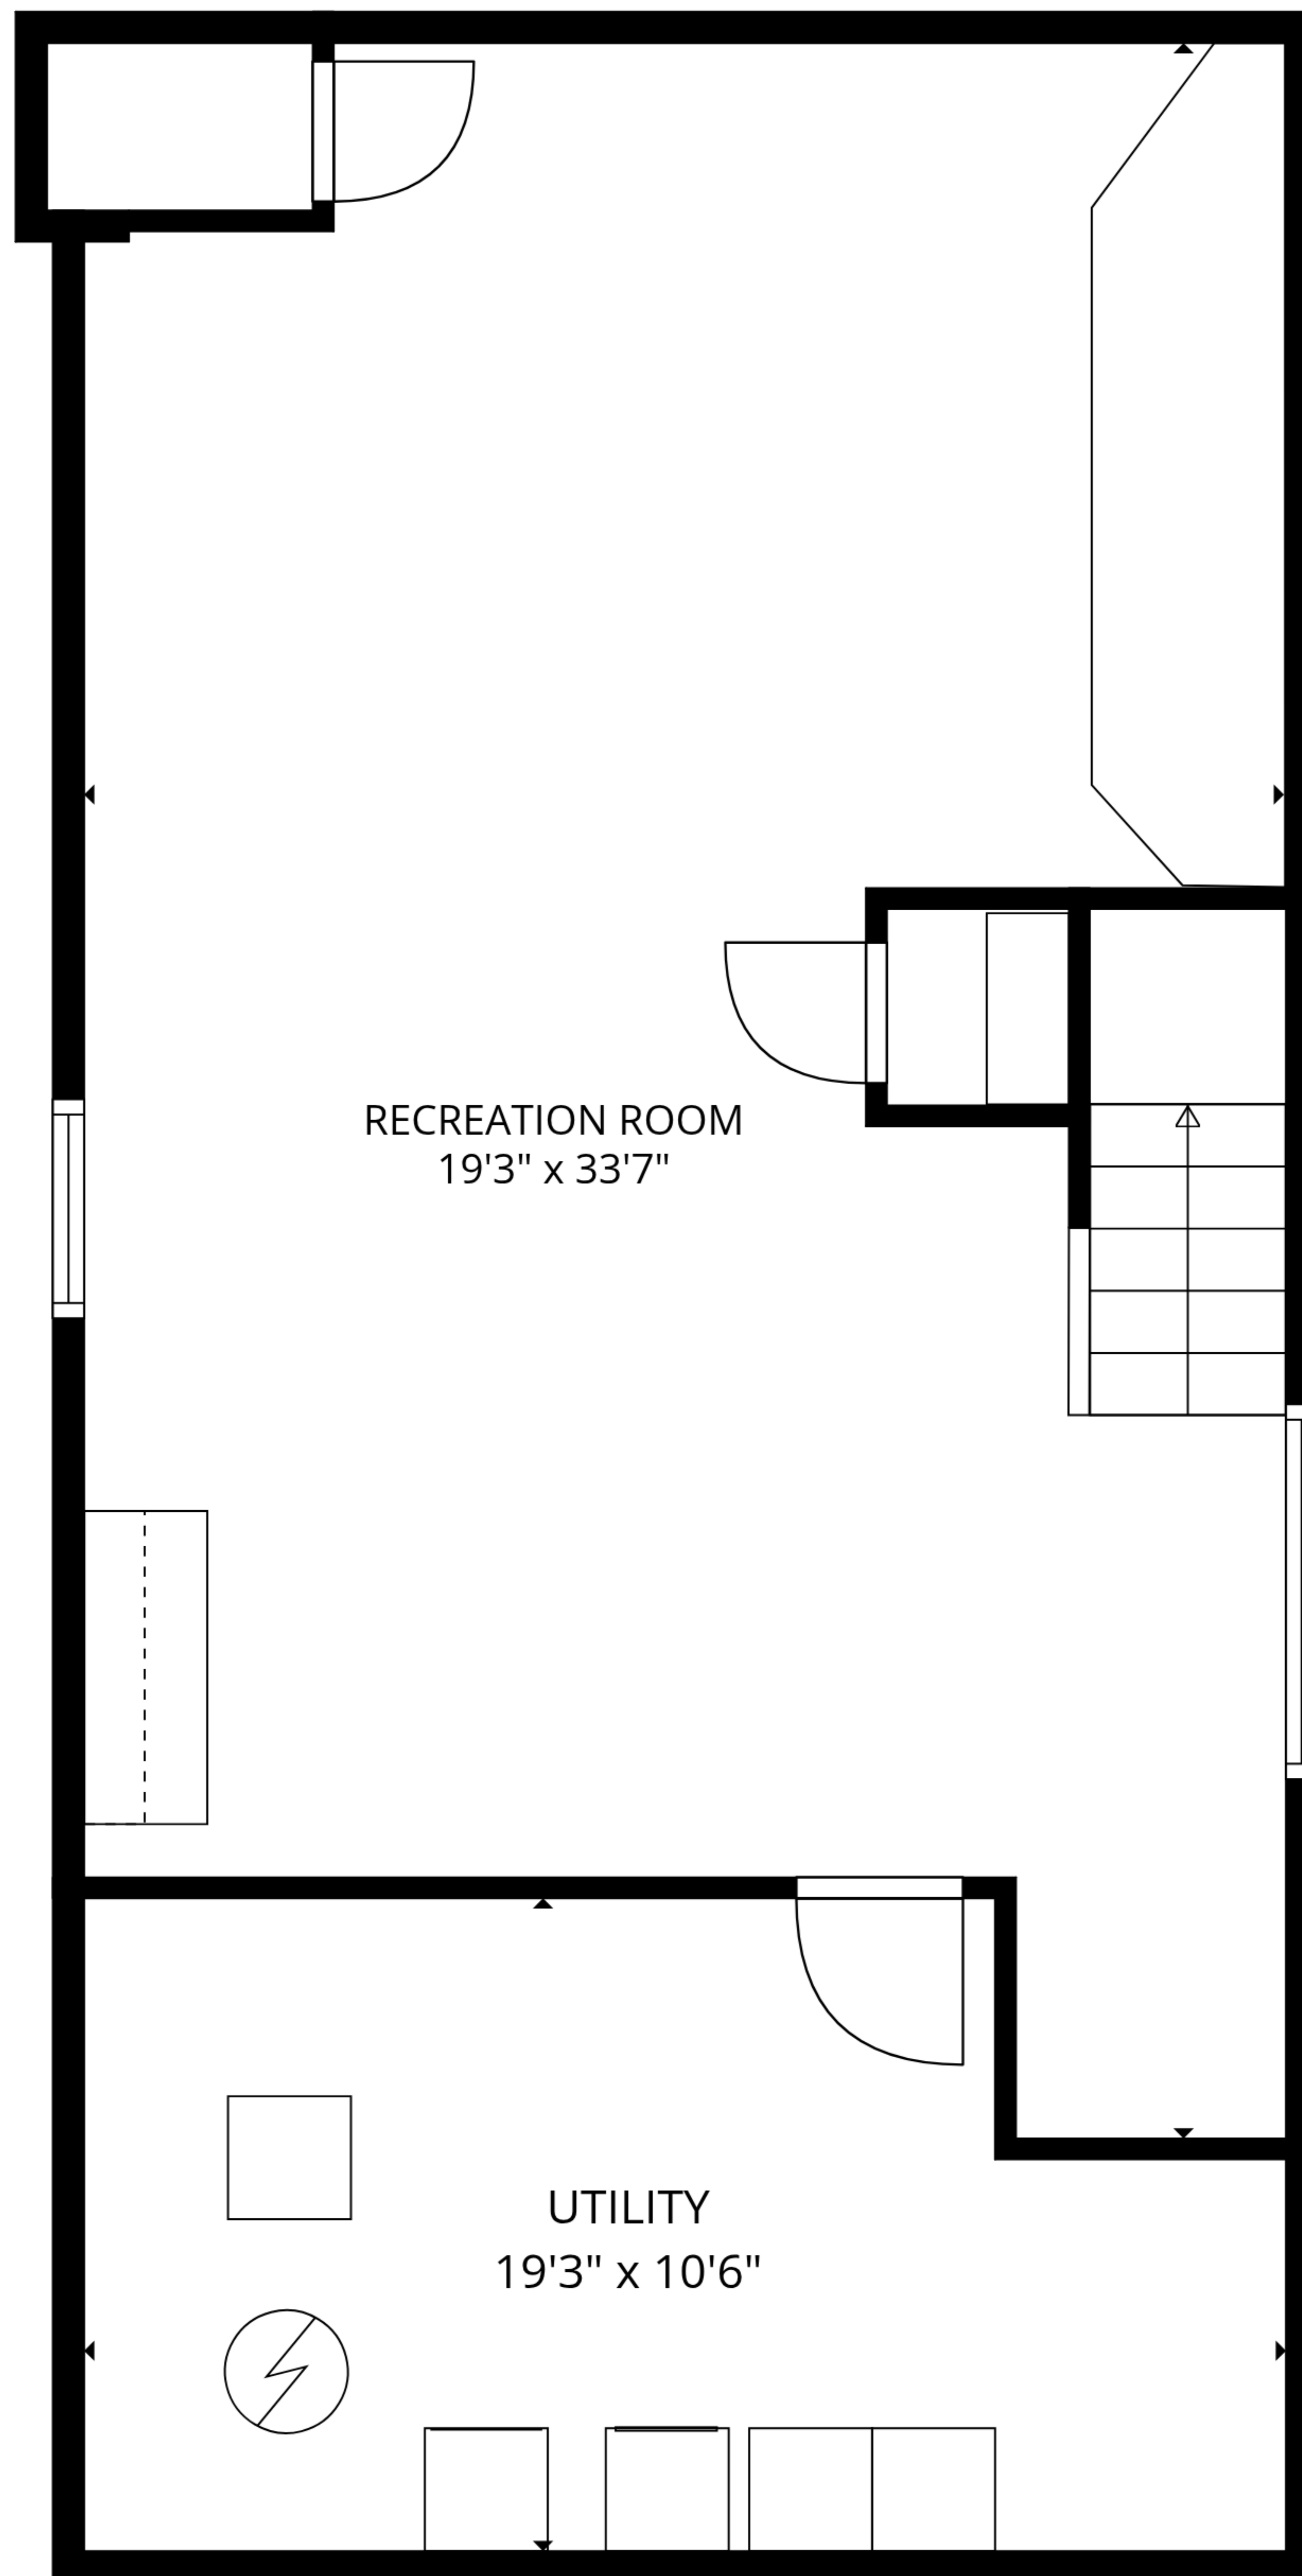 RECREATION ROOM
19'3" x 33'7"
UTILITY
19'3" x 10'6"